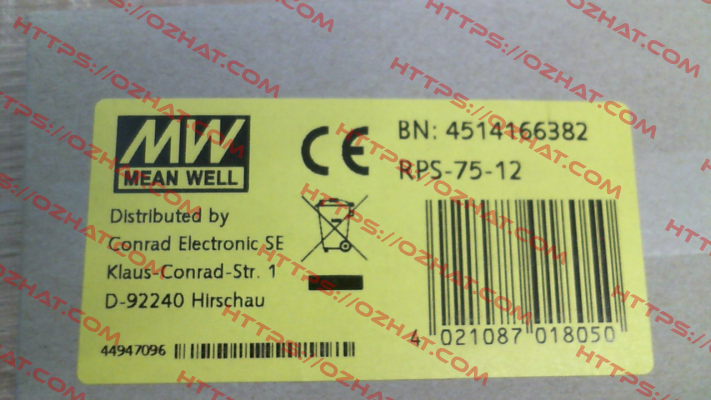 MW
MEAN WELL
CE
BN: 4514166382
RPS-75-12
Distributed by
Conrad Electronic SE
Klaus-Conrad-Str. 1
D-92240 Hirschau
44947096
4 021087 018050
HTTPS://OZHAT.COM